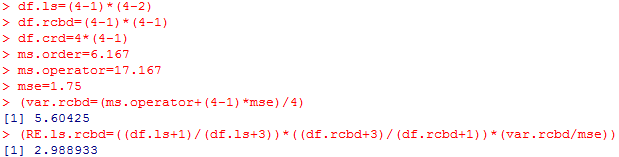 > df.ls=(4-1)*(4-2)
> df.rcbd=(4-1)*(4-1)
> df.crd=4*(4-1)
> ms.order=6.167
> ms.operator=17.167
> mse=1.75
> (var.rcbd=(ms.operator+(4-1)*mse)/4)
[1] 5.60425
> (RE.ls.rcbd=((df.ls+1)/(df.ls+3))*((df.rcbd+3)/(df.rcbd+1))*(var.rcbd/mse))
[1] 2.988933